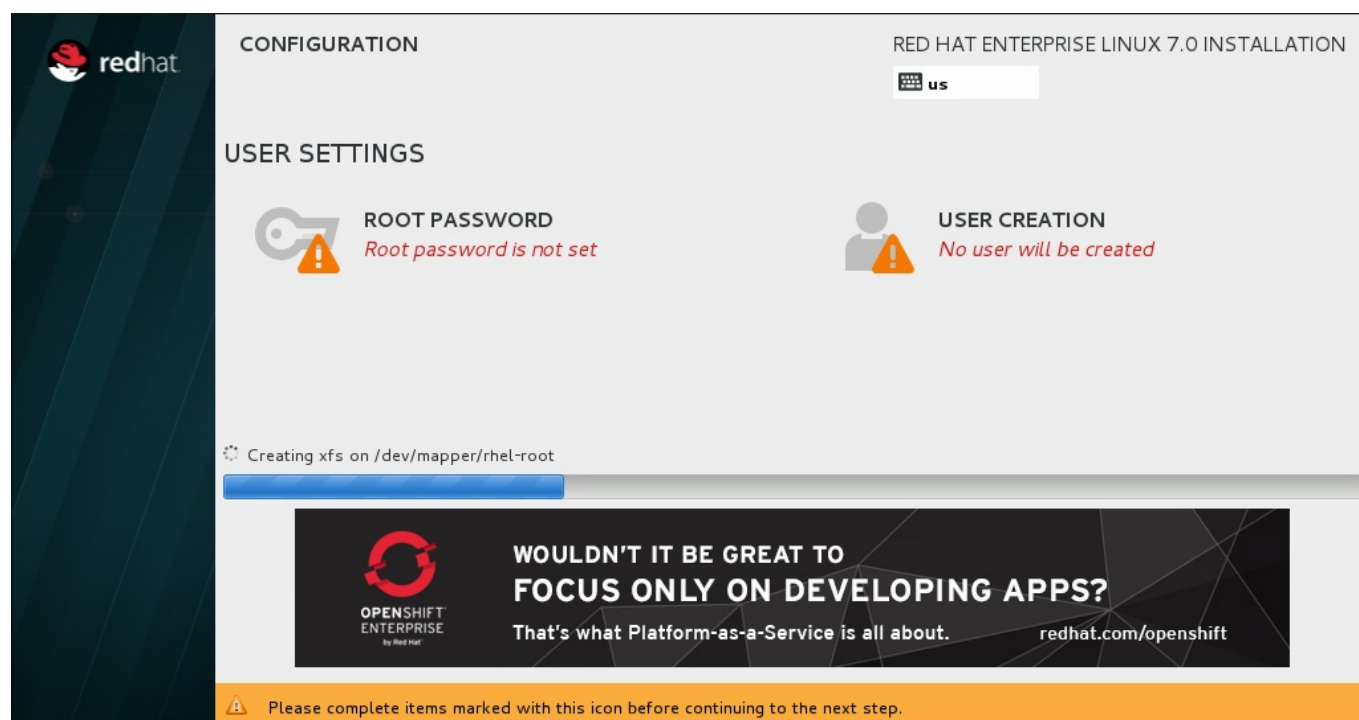 redhat.
CONFIGURATION
RED HAT ENTERPRISE LINUX 7.0 INSTALLATION
us
USER SETTINGS
ROOT PASSWORD
Root password is not set
USER CREATION
No user will be created
Creating xfs on /dev/mapper/rhel-root
OPENSHIFT
ENTERPRISE
by Red Hat
WOULDN'T IT BE GREAT TO
FOCUS ONLY ON DEVELOPING APPS?
That's what Platform-as-a-Service is all about. redhat.com/openshift
Please complete items marked with this icon before continuing to the next step.